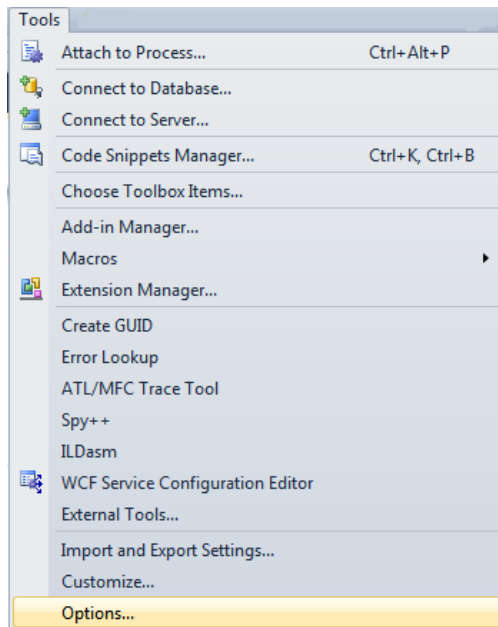 Tools
Attach to Process... Ctrl+Alt+P
Connect to Database...
Connect to Server...
Code Snippets Manager... Ctrl+K, Ctrl+B
Choose Toolbox Items...
Add-in Manager...
Macros
Extension Manager...
Create GUID
Error Lookup
ATL/MFC Trace Tool
Spy++
ILDasm
WCF Service Configuration Editor
External Tools...
Import and Export Settings...
Customize...
Options...